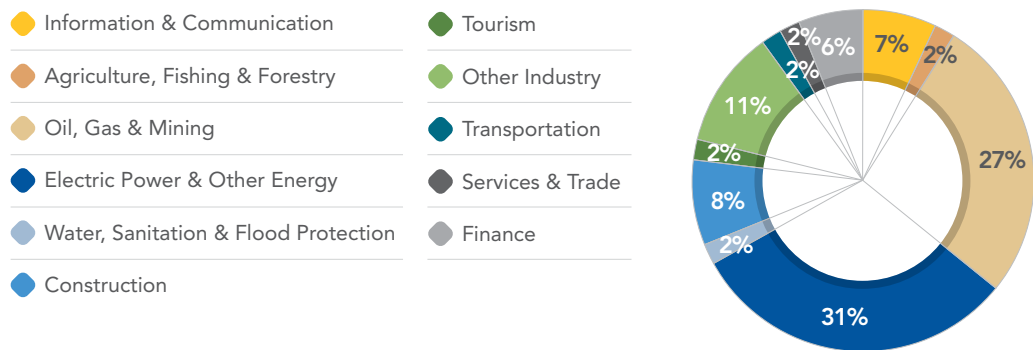 Information & Communication
Agriculture, Fishing & Forestry
Oil, Gas & Mining
Electric Power & Other Energy
Water, Sanitation & Flood Protection
Construction
Tourism
Other Industry
Transportation
Services & Trade
Finance
7%
2%
27%
31%
2%
8%
2%
11%
2%
2%
6%